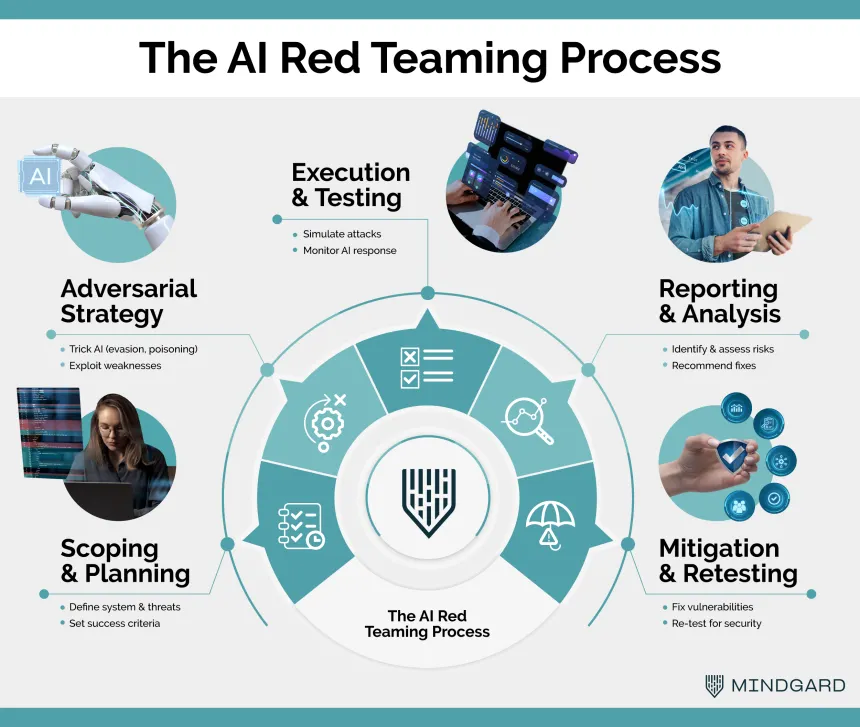 The AI Red Teaming Process
AI
Adversarial
Strategy
Trick AI (evasion, poisoning)
Exploit weaknesses
Execution
& Testing
Simulate attacks
Monitor AI response
Reporting
& Analysis
Identify & assess risks
Recommend fixes
Scoping
& Planning
Define system & threats
Set success criteria
Mitigation
& Retesting
Fix vulnerabilities
Re-test for security
The AI Red
Teaming Process
MINDGARD